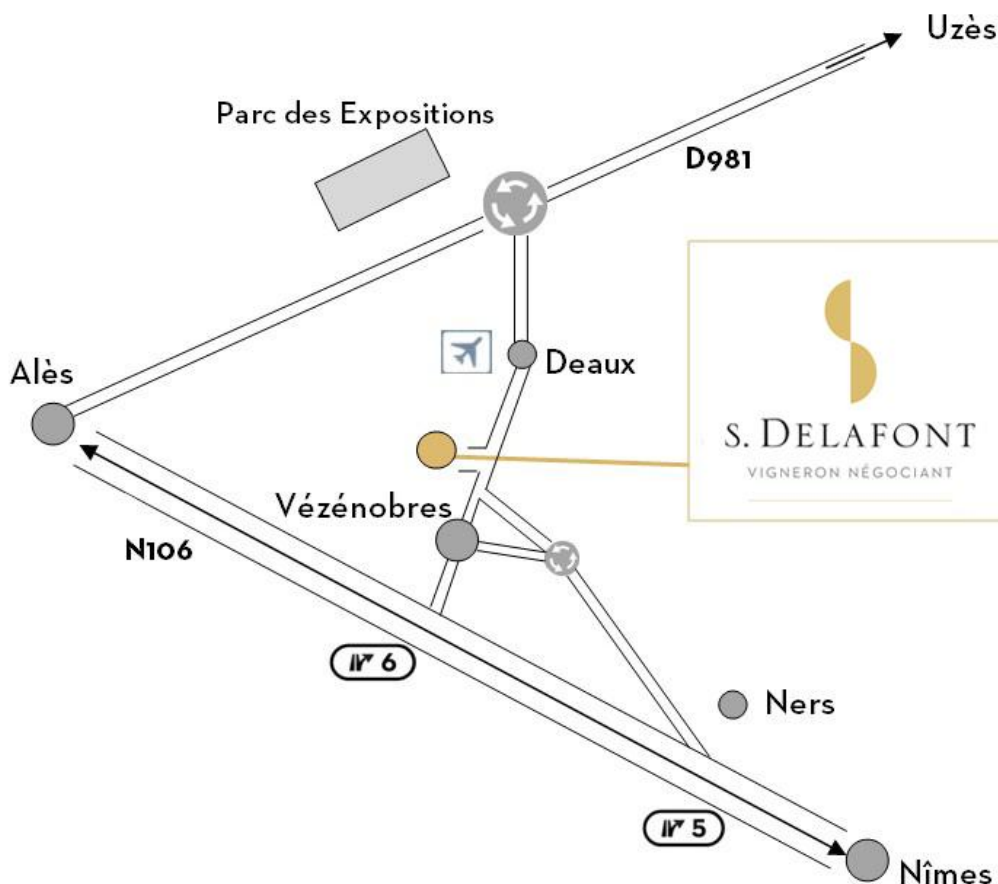 Uzès
Parc des Expositions
D981
Deaux
Alès
S. DELAFONT
VIGNERON NÉGOCIANT
Vézénobres
N106
6
Ners
5
Nîmes